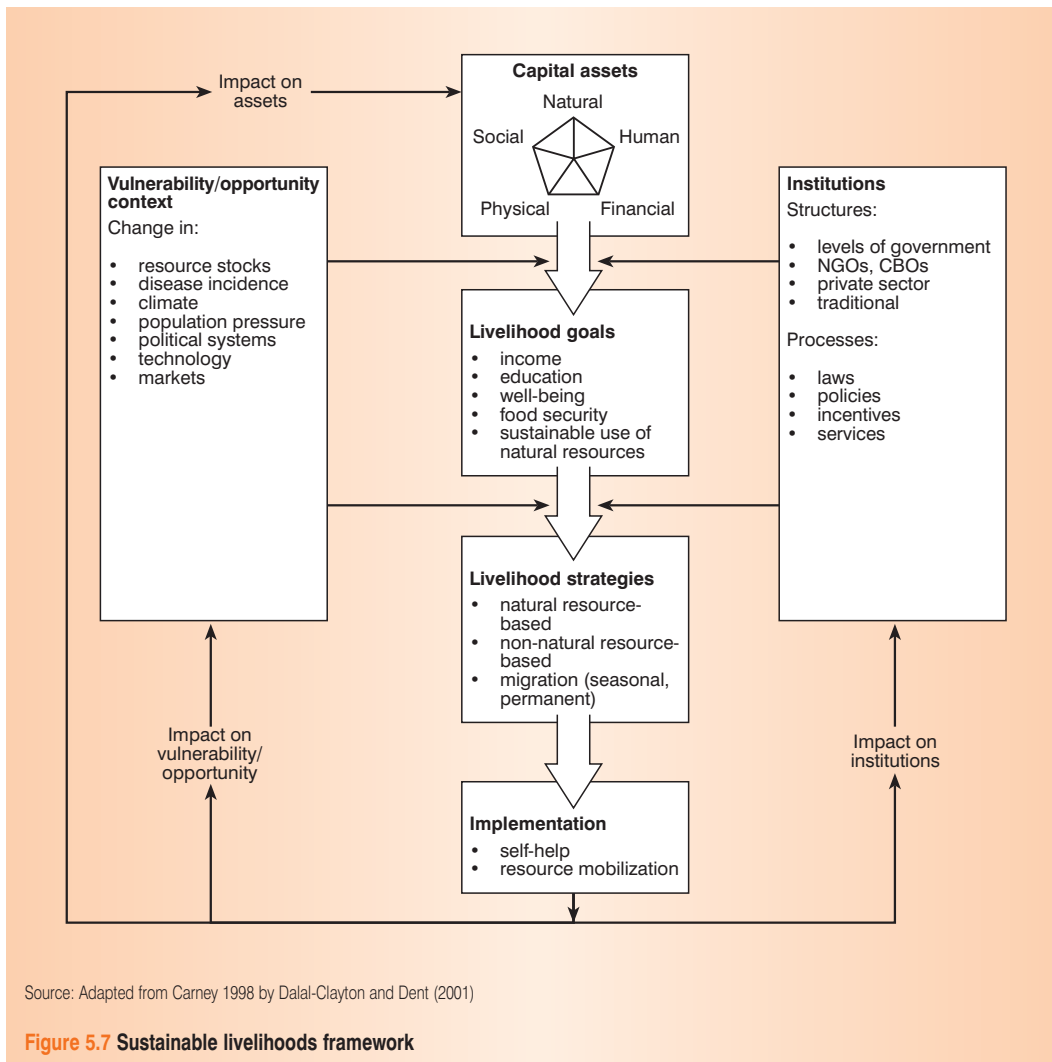 Impact on
assets
Capital assets
Natural
Social
Human
Physical
Financial
Vulnerability/opportunity
context
Change in:
• resource stocks
• disease incidence
• climate
• population pressure
• political systems
• technology
• markets
Institutions
Structures:
• levels of government
• NGOs, CBOs
• private sector
• traditional
Processes:
• laws
• policies
• incentives
• services
Livelihood goals
• income
• education
• well-being
• food security
• sustainable use of
natural resources
Livelihood strategies
• natural resource-
based
• non-natural resource-
based
• migration (seasonal,
permanent)
Impact on
vulnerability/
opportunity
Impact on
institutions
Implementation
• self-help
• resource mobilization
Source: Adapted from Carney 1998 by Dalal-Clayton and Dent (2001)
Figure 5.7 Sustainable livelihoods framework